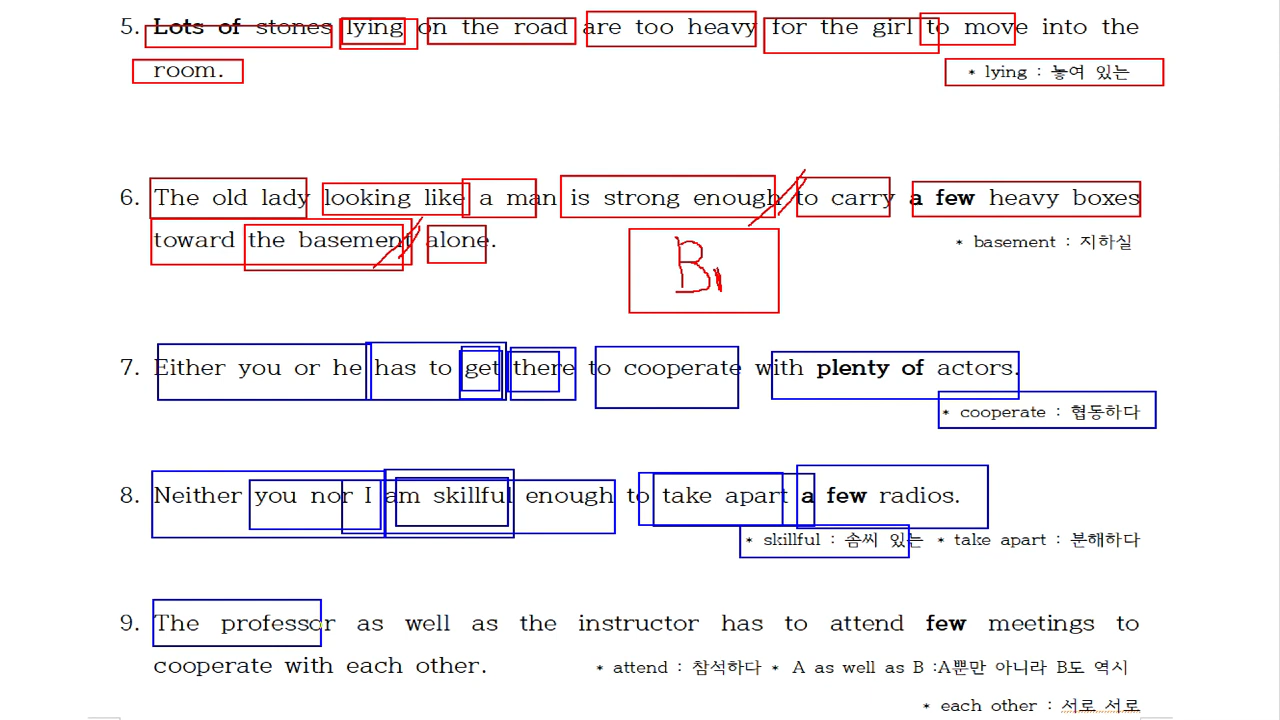 5. Lots of stones lying on the road are too heavy for the girl to move into the
room. * lying : 놓여 있는
6. The old lady looking like a man is strong enough to carry a few heavy boxes
toward the basement alone. * basement : 지하실
B
7. Either you or he has to get there to cooperate with plenty of actors.
* cooperate : 협동하다
8. Neither you nor I am skillful enough to take apart a few radios.
* skillful : 솜씨 있는 * take apart : 분해하다
9. The professor as well as the instructor has to attend few meetings to
cooperate with each other. * attend : 참석하다 * A as well as B :A뿐만 아니라 B도 역시
* each other : 서로 서로